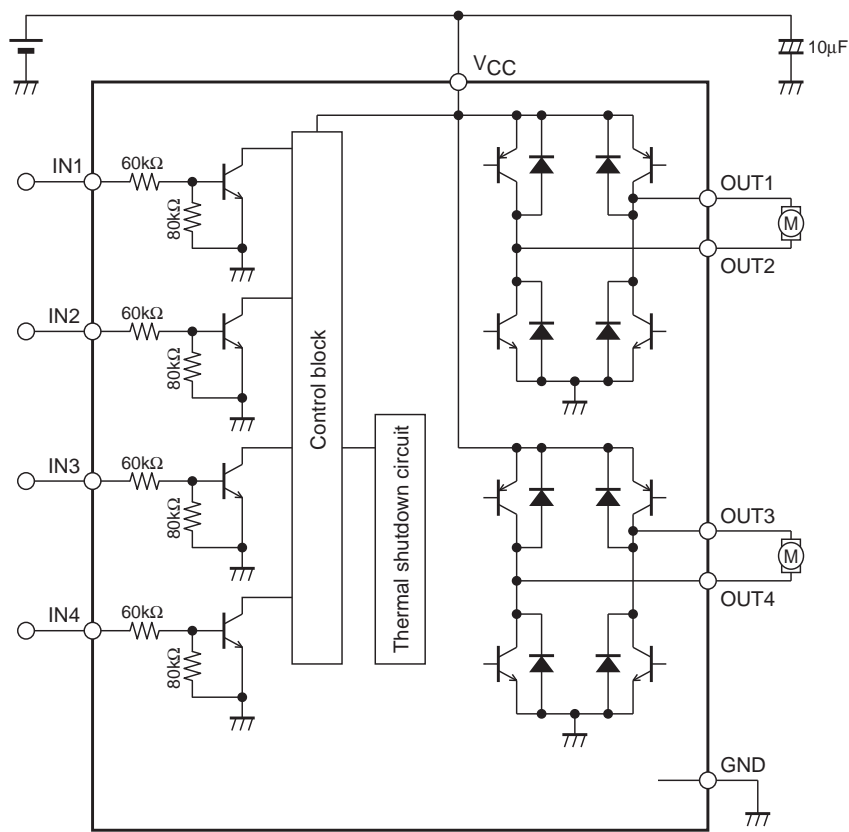 10μF
VCC
IN1
60kΩ
80kΩ
OUT1
M
OUT2
IN2
60kΩ
80kΩ
Control block
Thermal shutdown circuit
IN3
60kΩ
80kΩ
OUT3
M
OUT4
IN4
60kΩ
80kΩ
GND